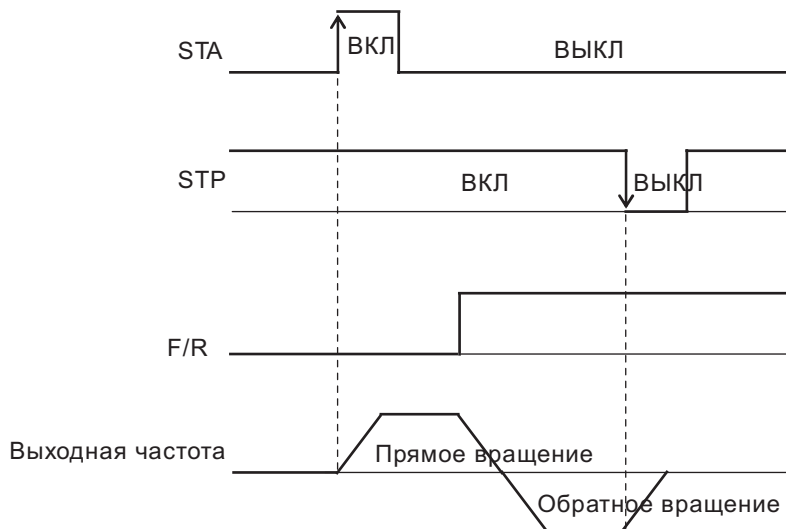 STA
ВКЛ
ВЫКЛ
STP
ВКЛ
ВЫКЛ
F/R
Выходная частота
Прямое вращение
Обратное вращение